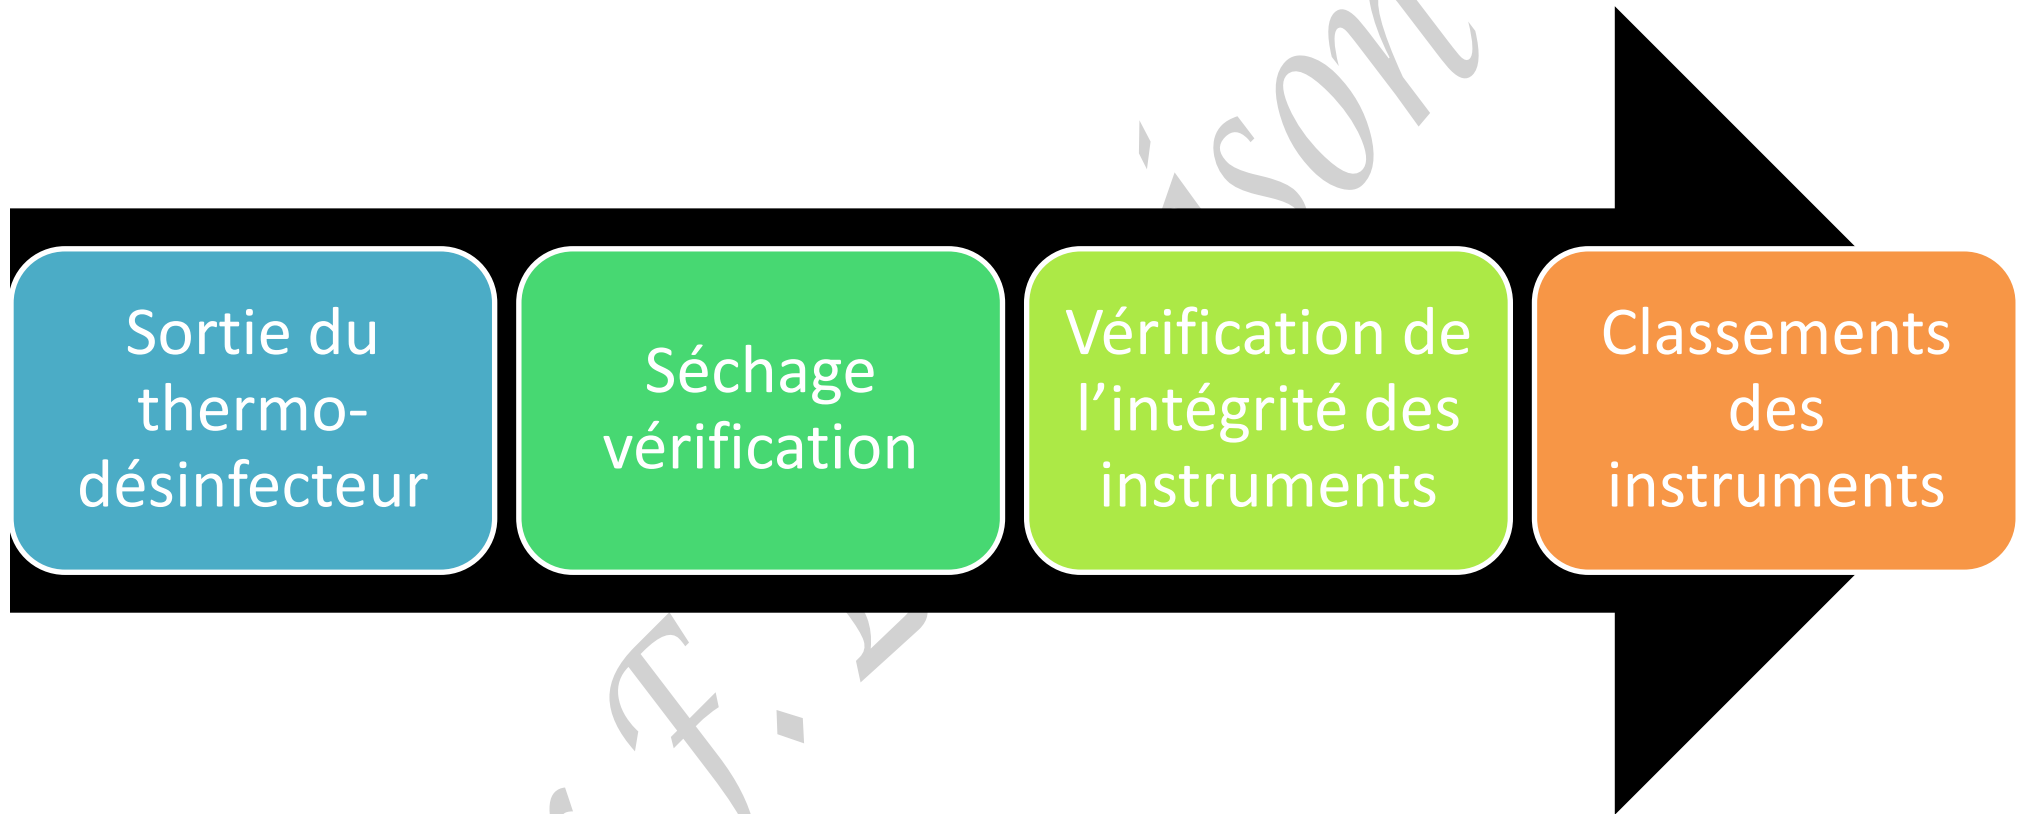 Sortie du
thermo-
désinfecteur
Séchage
vérification
Vérification de
l’intégrité des
instruments
Classements
des
instruments